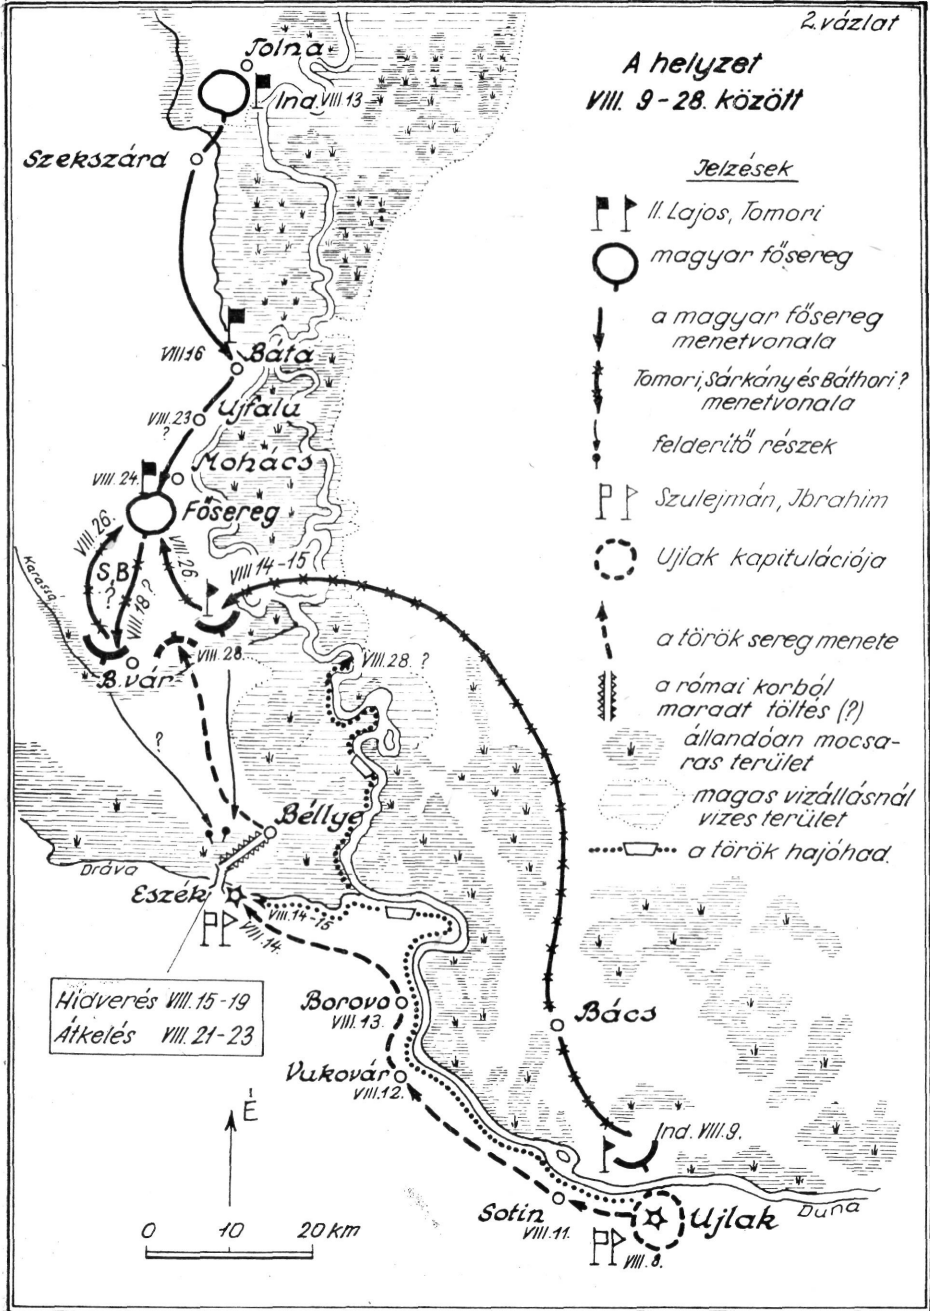 2. vázlat
A helyzet
VIII. 9-28. között
Jelzések
II. Lajos, Tomori
magyar fősereg
a magyar fősereg
menetvonala
Tomori, Sárkány és Báthori?
menetvonala
felderítő részek
Szulejmán, Ibrahim
Ujlak kapitulációja
a török sereg menete
a római korból
maradt töltés (?)
állandóan mocsa-
ras terület
magas vizállásnál
vizes terület
a török hajóhad.
Tolna
Ind. VIII. 13
Szekszárd
VIII.16
Báta
VIII.23
?
Ujfalu
Mohács
VIII. 24.
Fősereg
VIII. 26.
S, B
?
VIII. 18. ?
VIII. 26
VIII 14-15
Karassó
B. vár
VIII. 28.
VIII. 28. ?
?
Béllye
Dráva
Eszék
VIII. 14-15
VIII. 14.
Hidverés VIII. 15-19
Átkelés VIII. 21-23
Borovo
VIII. 13.
Vukovár
VIII. 12.
Bács
Ind. VIII. 9.
É
0 10 20 km
Sotin
VIII. 11.
Ujlak
VIII. 8.
Duna